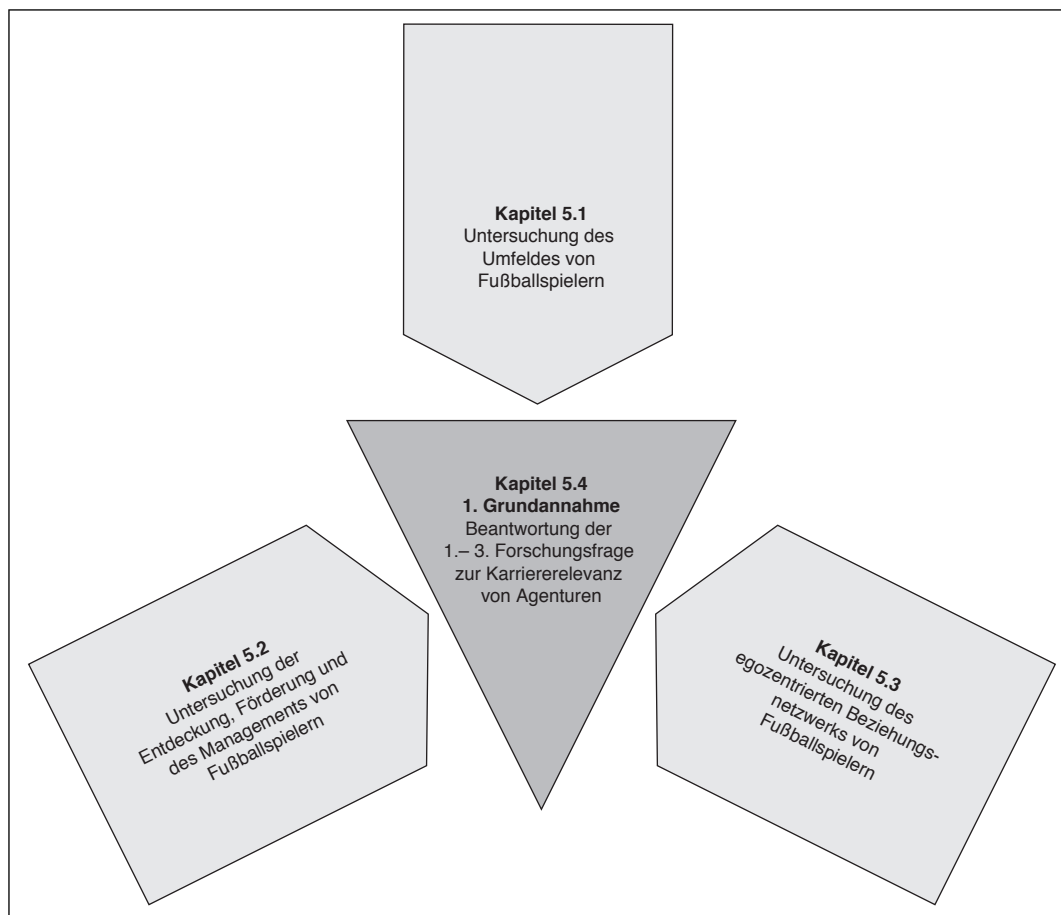 Kapitel 5.1
Untersuchung des
Umfeldes von
Fußballspielern
Kapitel 5.4
1. Grundannahme
Beantwortung der
1.– 3. Forschungsfrage
zur Karriererelevanz
von Agenturen
Kapitel 5.2
Untersuchung der
Entdeckung, Förderung und
des Managements von
Fußballspielern
Kapitel 5.3
Untersuchung des
egozentrierten Beziehungs-
netzwerks von
Fußballspielern